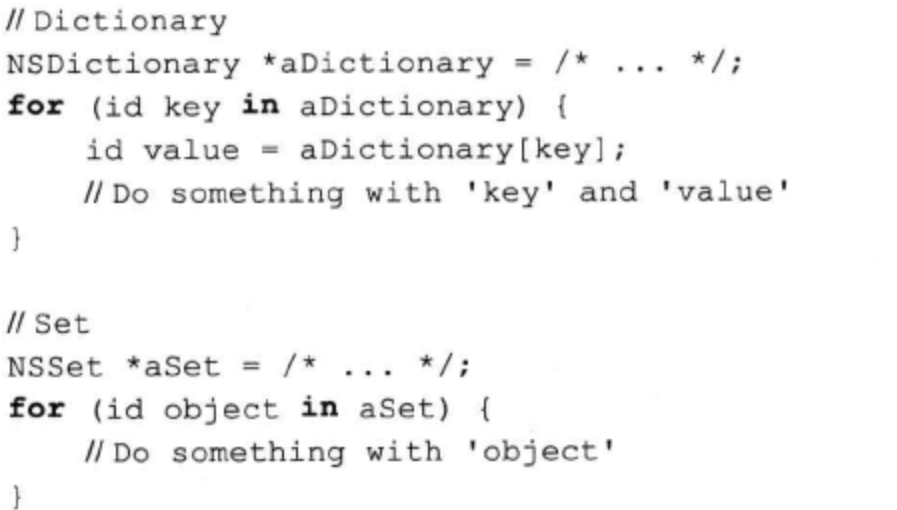 // Dictionary
NSDictionary *aDictionary = /* ... */;
for (id key in aDictionary) {
    id value = aDictionary[key];
    // Do something with 'key' and 'value'
}

// Set
NSSet *aSet = /* ... */;
for (id object in aSet) {
    // Do something with 'object'
}